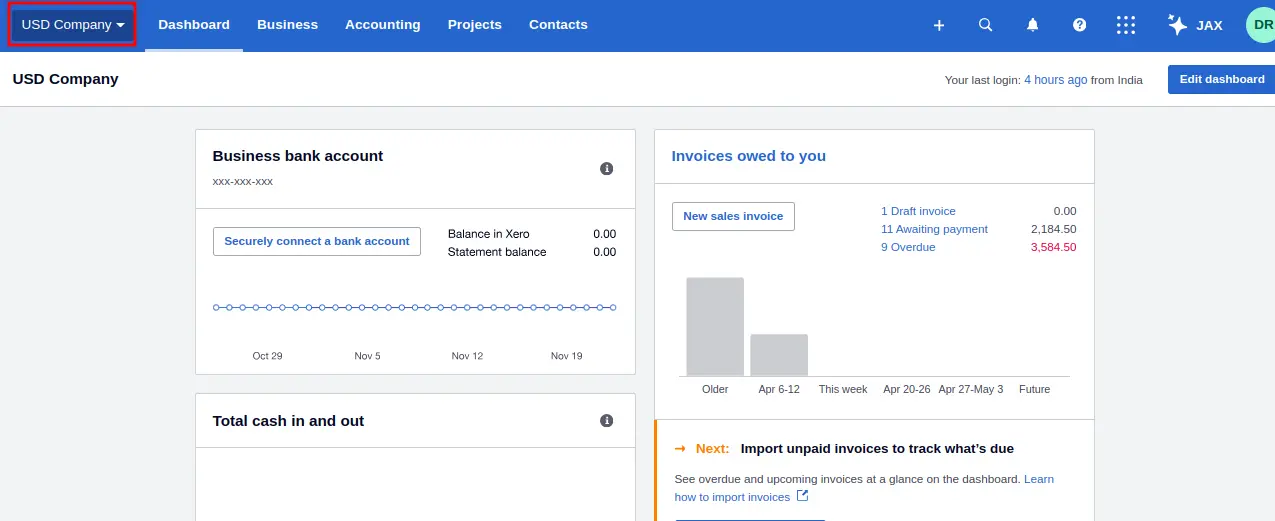 USD Company Dashboard Business Accounting Projects Contacts + ? JAX DR
USD Company Your last login: 4 hours ago from India Edit dashboard
Business bank account
xxx-xxx-xxx
Securely connect a bank account
Balance in Xero 0.00
Statement balance 0.00
Oct 29 Nov 5 Nov 12 Nov 19
Total cash in and out
Invoices owed to you
New sales invoice
1 Draft invoice 0.00
11 Awaiting payment 2,184.50
9 Overdue 3,584.50
Older Apr 6-12 This week Apr 20-26 Apr 27-May 3 Future
→ Next: Import unpaid invoices to track what’s due
See overdue and upcoming invoices at a glance on the dashboard. Learn
how to import invoices